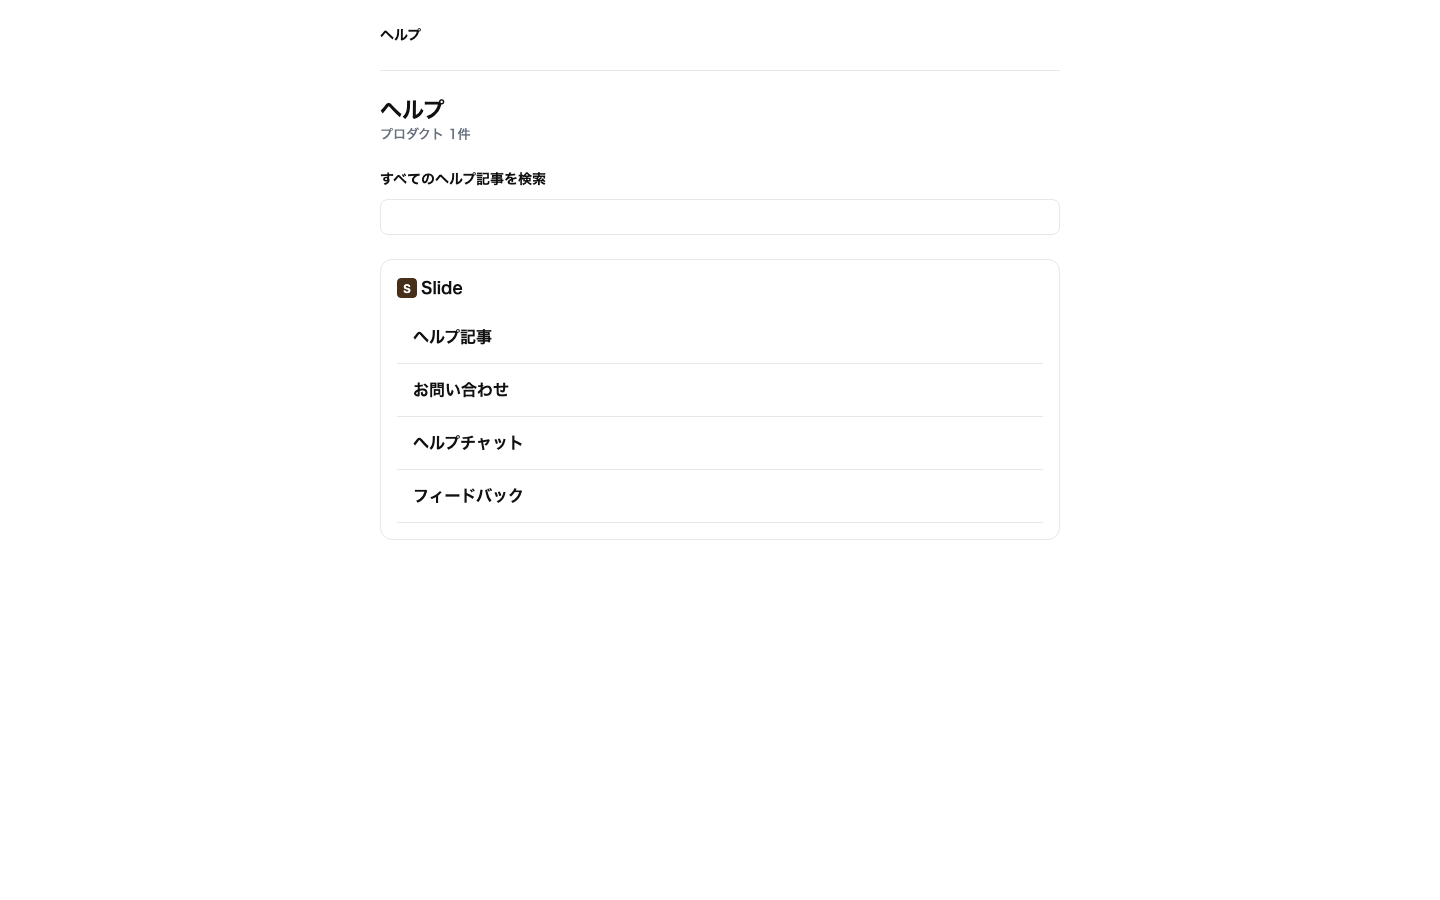 ヘルプ
ヘルプ
プロダクト 1件
すべてのヘルプ記事を検索
S Slide
ヘルプ記事
お問い合わせ
ヘルプチャット
フィードバック